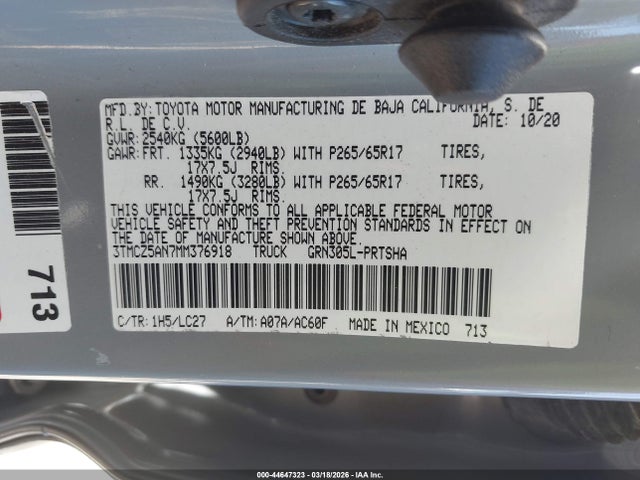 MFD.BY:TOYOTA MOTOR MANUFACTURING DE BAJA CALIFORNIA, S. DE
R.L. DE C.V. DATE: 10/20
GVWR:2540KG (5600LB)
GAWR:FRT. 1335KG (2940LB) WITH P265/65R17 TIRES,
17X7.5J RIMS.
RR. 1490KG (3280LB) WITH P265/65R17 TIRES,
17X7.5J RIMS.
THIS VEHICLE CONFORMS TO ALL APPLICABLE FEDERAL MOTOR
VEHICLE SAFETY AND THEFT PREVENTION STANDARDS IN EFFECT ON
THE DATE OF MANUFACTURE SHOWN ABOVE.
3TMCZ5AN7MM376918 TRUCK GRN305L-PRTSHA
C/TR: 1H5/LC27 A/TM: A07A/AC60F MADE IN MEXICO 713
713
000-44647323 - 03/18/2026 - COPYRIGHT IAA, LLC.